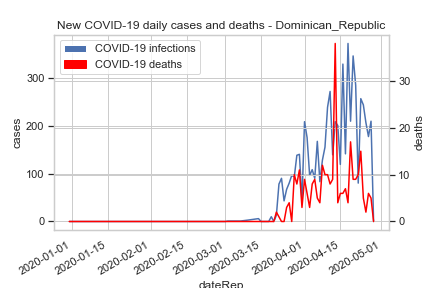 New COVID-19 daily cases and deaths - Dominican_Republic
COVID-19 infections
COVID-19 deaths
cases
300
200
100
0
deaths
30
20
10
0
2020-01-01
2020-01-15
2020-02-01
2020-02-15
2020-03-01
2020-03-15
2020-04-01
2020-04-15
2020-05-01
dateRep